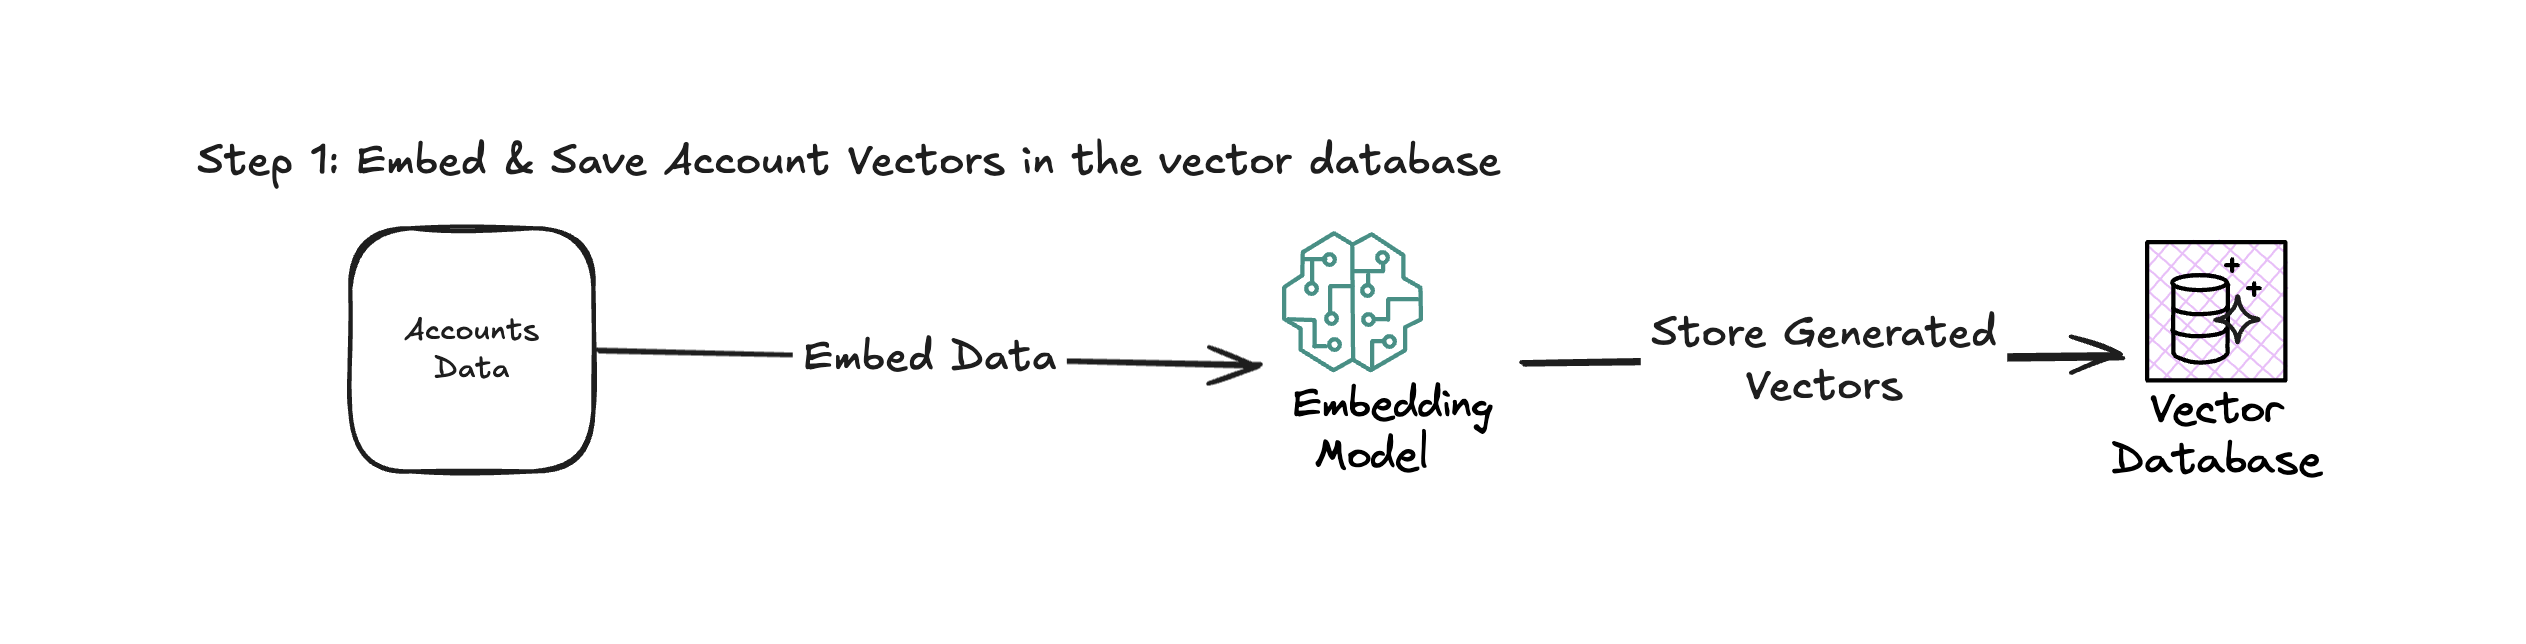 Step 1: Embed & Save Account Vectors in the vector database
Accounts
Data
Embed Data
Embedding
Model
Store Generated
Vectors
Vector
Database